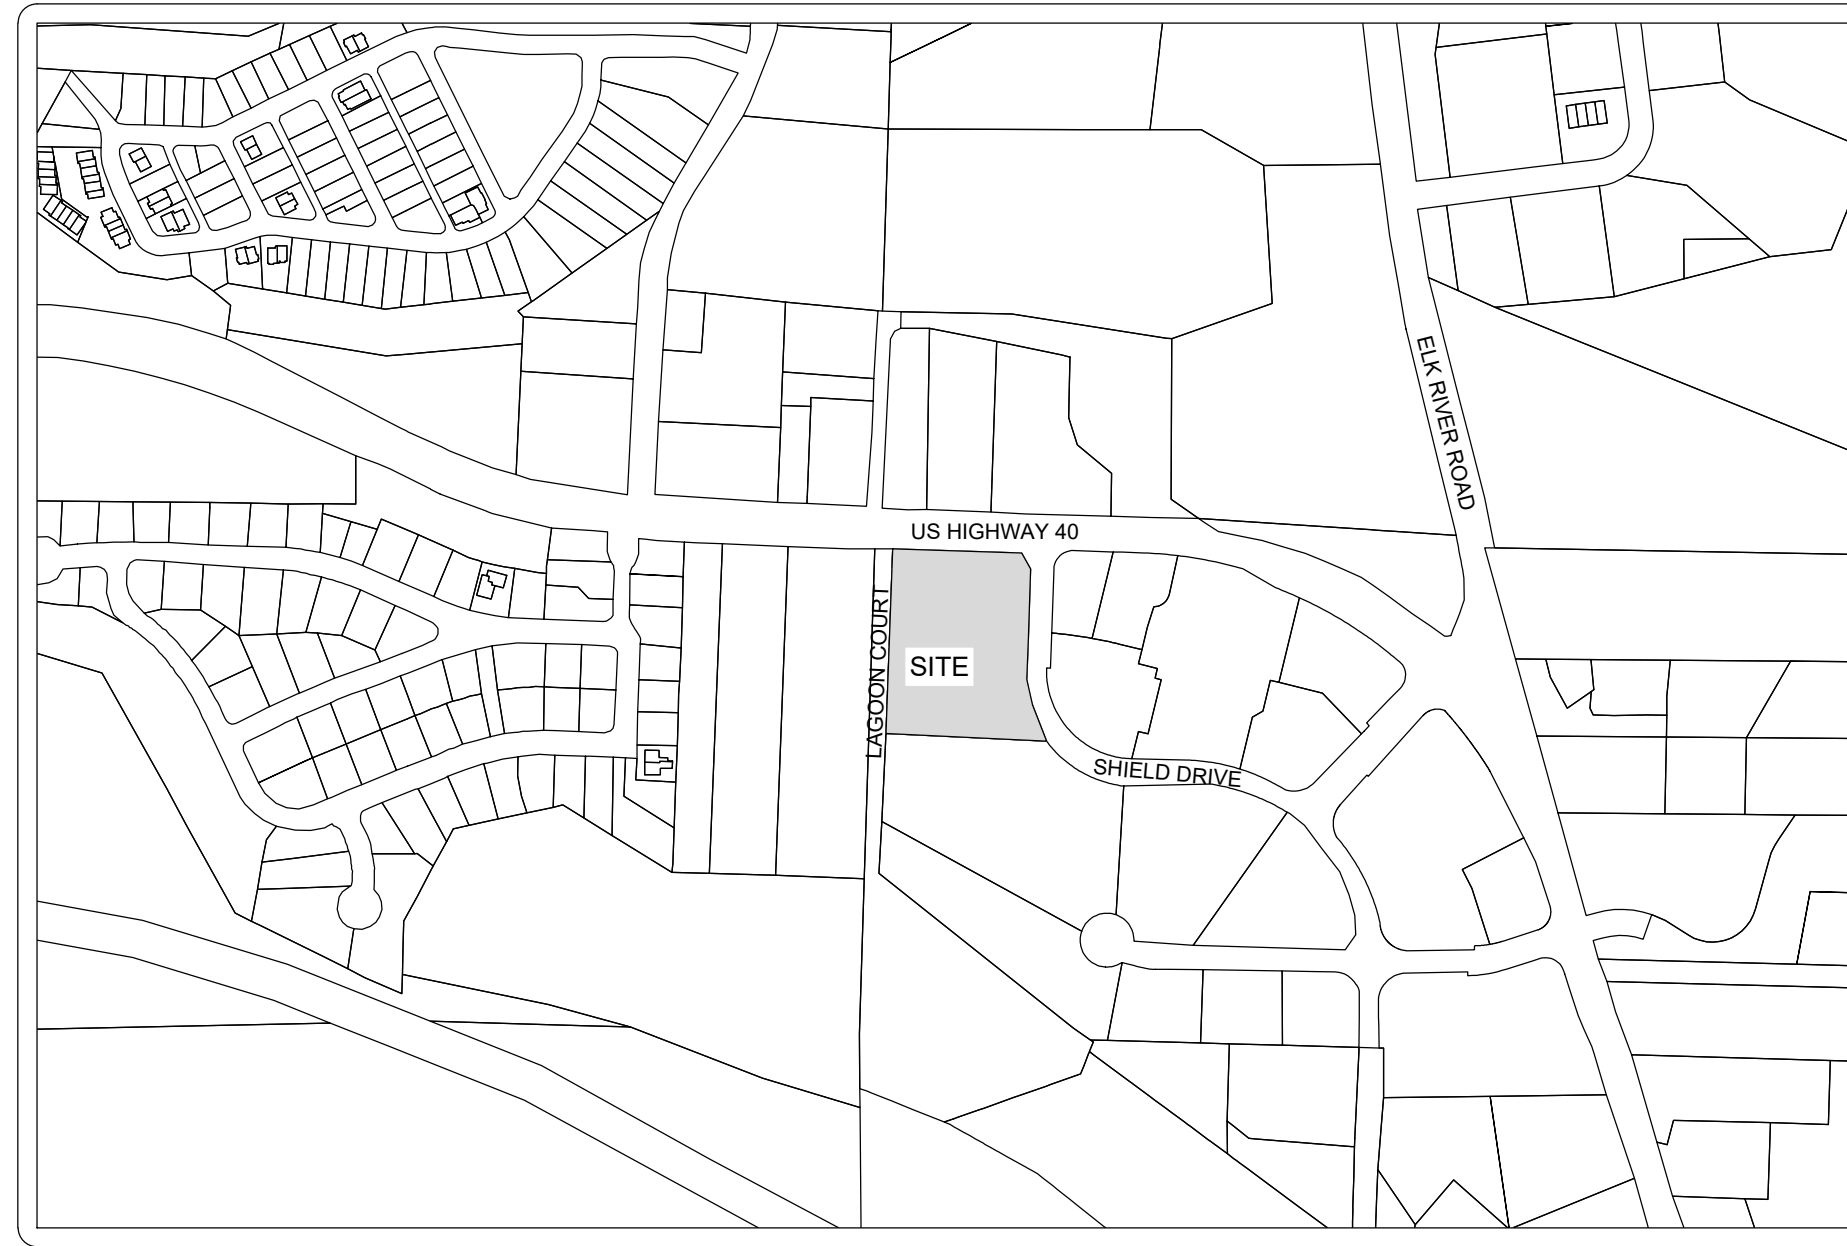 ELK RIVER ROAD
US HIGHWAY 40
LAGOON COURT
SITE
SHIELD DRIVE